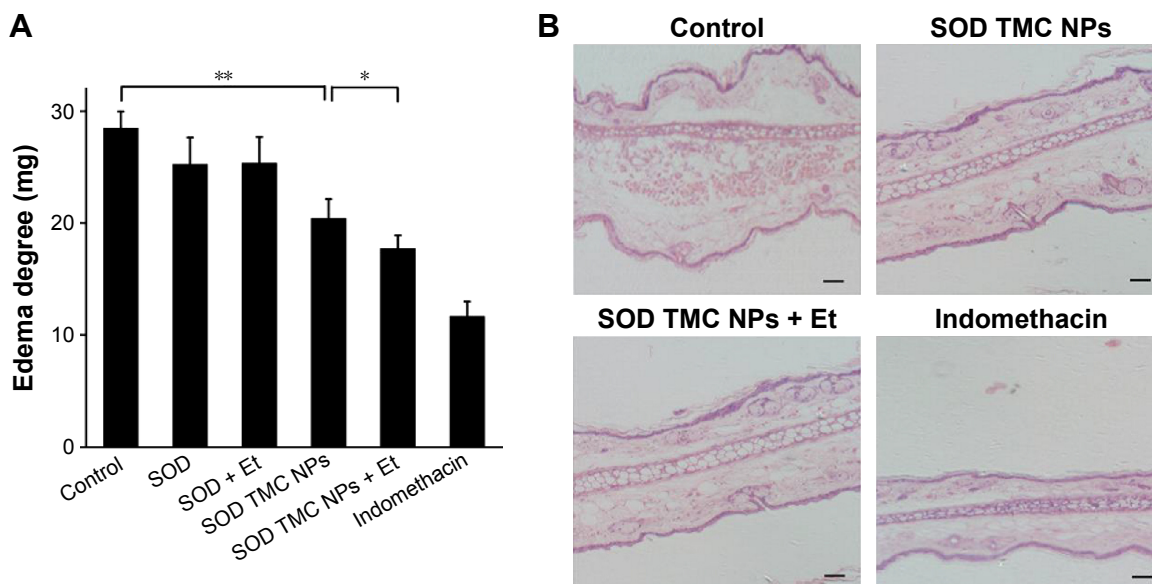 A
**
*
30
20
10
0
Edema degree (mg)
Control
SOD
SOD + Et
SOD TMC NPs
SOD TMC NPs + Et
Indomethacin
B
Control
SOD TMC NPs
SOD TMC NPs + Et
Indomethacin